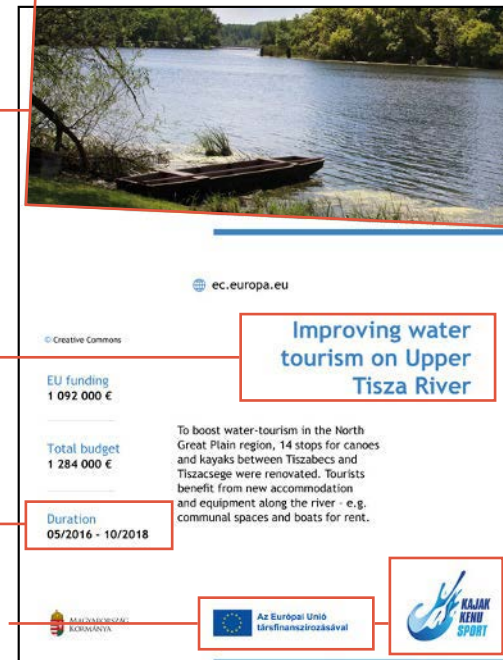 ec.europa.eu
© Creative Commons
Improving water
tourism on Upper
Tisza River
EU funding
1 092 000 €
Total budget
1 284 000 €
Duration
05/2016 - 10/2018
To boost water-tourism in the North
Great Plain region, 14 stops for canoes
and kayaks between Tiszabecs and
Tiszacsege were renovated. Tourists
benefit from new accommodation
and equipment along the river - e.g.
communal spaces and boats for rent.
MAGYARORSZÁG
KORMÁNYA
Az Európai Unió
társfinanszírozásával
KAJAK
KENU
SPORT